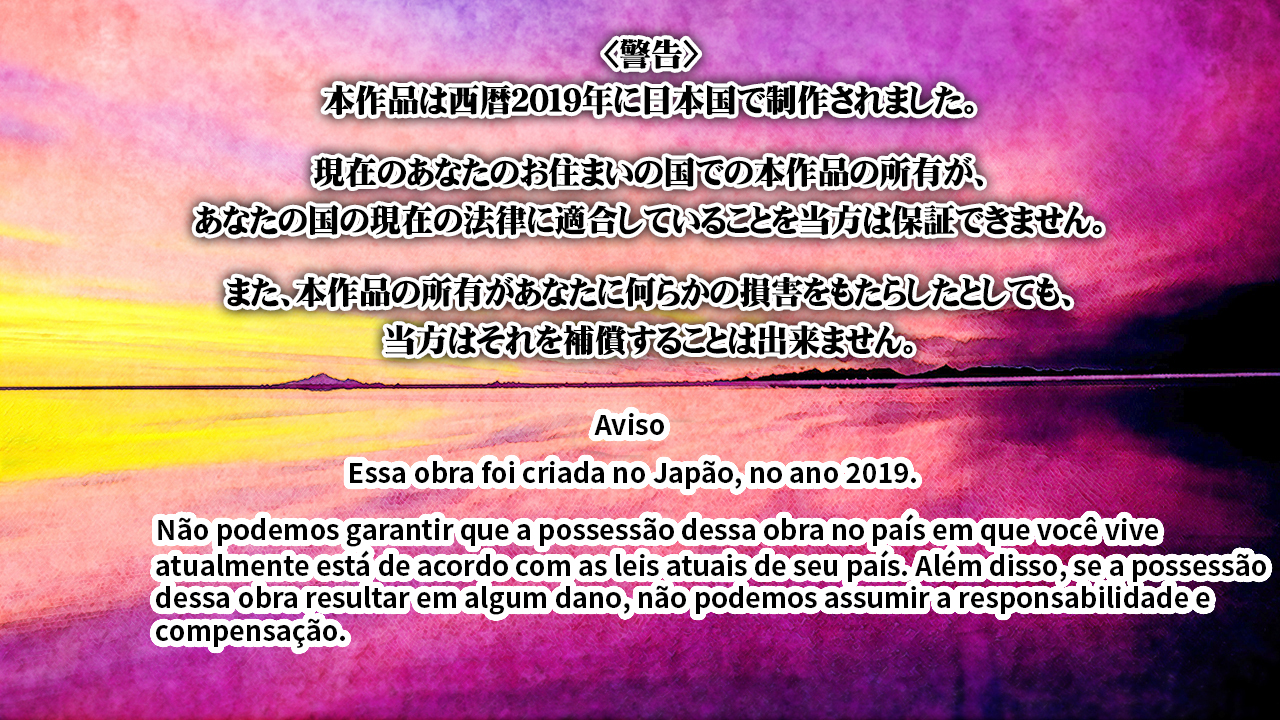 〈警告〉
本作品は西暦2019年に日本国で制作されました。
現在のあなたのお住まいの国での本作品の所有が、
あなたの国の現在の法律に適合していることを当方は保証できません。
また、本作品の所有があなたに何らかの損害をもたらしたとしても、
当方はそれを補償することは出来ません。
Aviso
Essa obra foi criada no Japão, no ano 2019.
Não podemos garantir que a possessão dessa obra no país em que você vive
atualmente está de acordo com as leis atuais de seu país. Além disso, se a possessão
dessa obra resultar em algum dano, não podemos assumir a responsabilidade e
compensação.